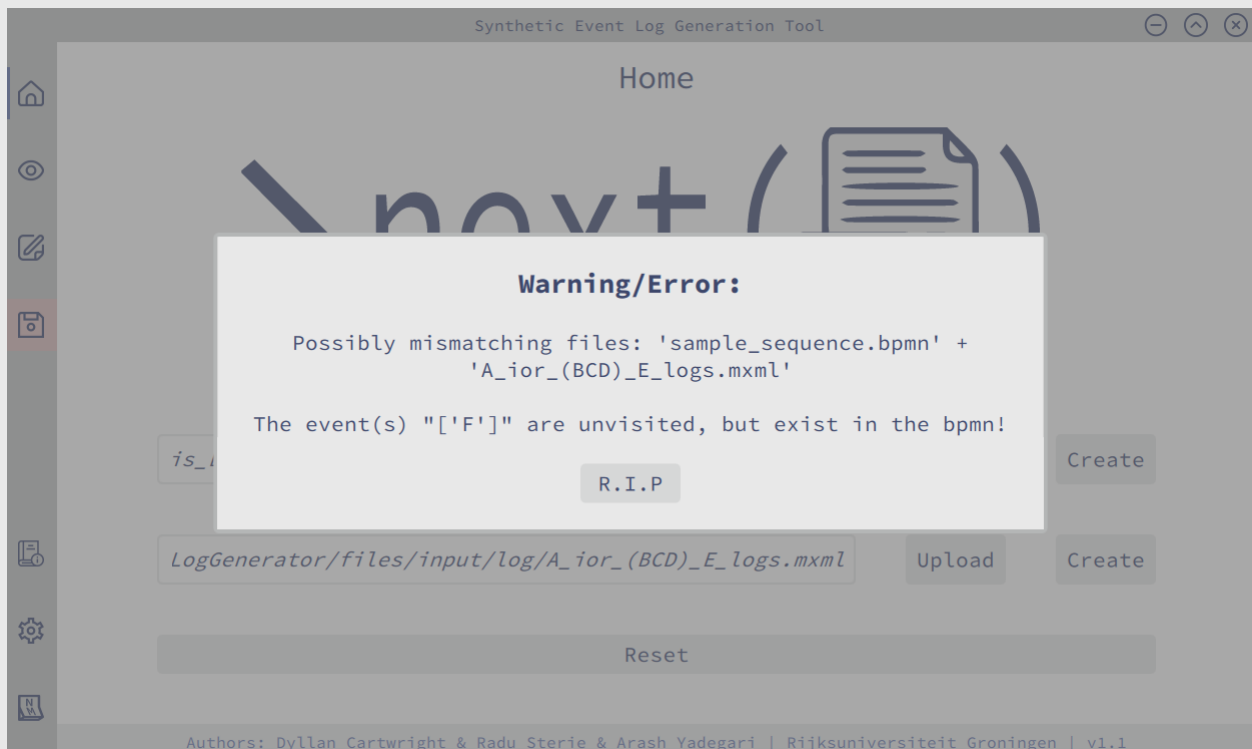 Synthetic Event Log Generation Tool
Home
Warning/Error:
Possibly mismatching files: 'sample_sequence.bpmn' +
'A_ior_(BCD)_E_logs.mxml'
The event(s) "['F']" are unvisited, but exist in the bpmn!
R.I.P
Create
LogGenerator/files/input/log/A_ior_(BCD)_E_logs.mxml Upload Create
Reset
Authors: Dyllan Cartwright & Radu Sterie & Arash Yadegari | Rijksuniversiteit Groningen | v1.1